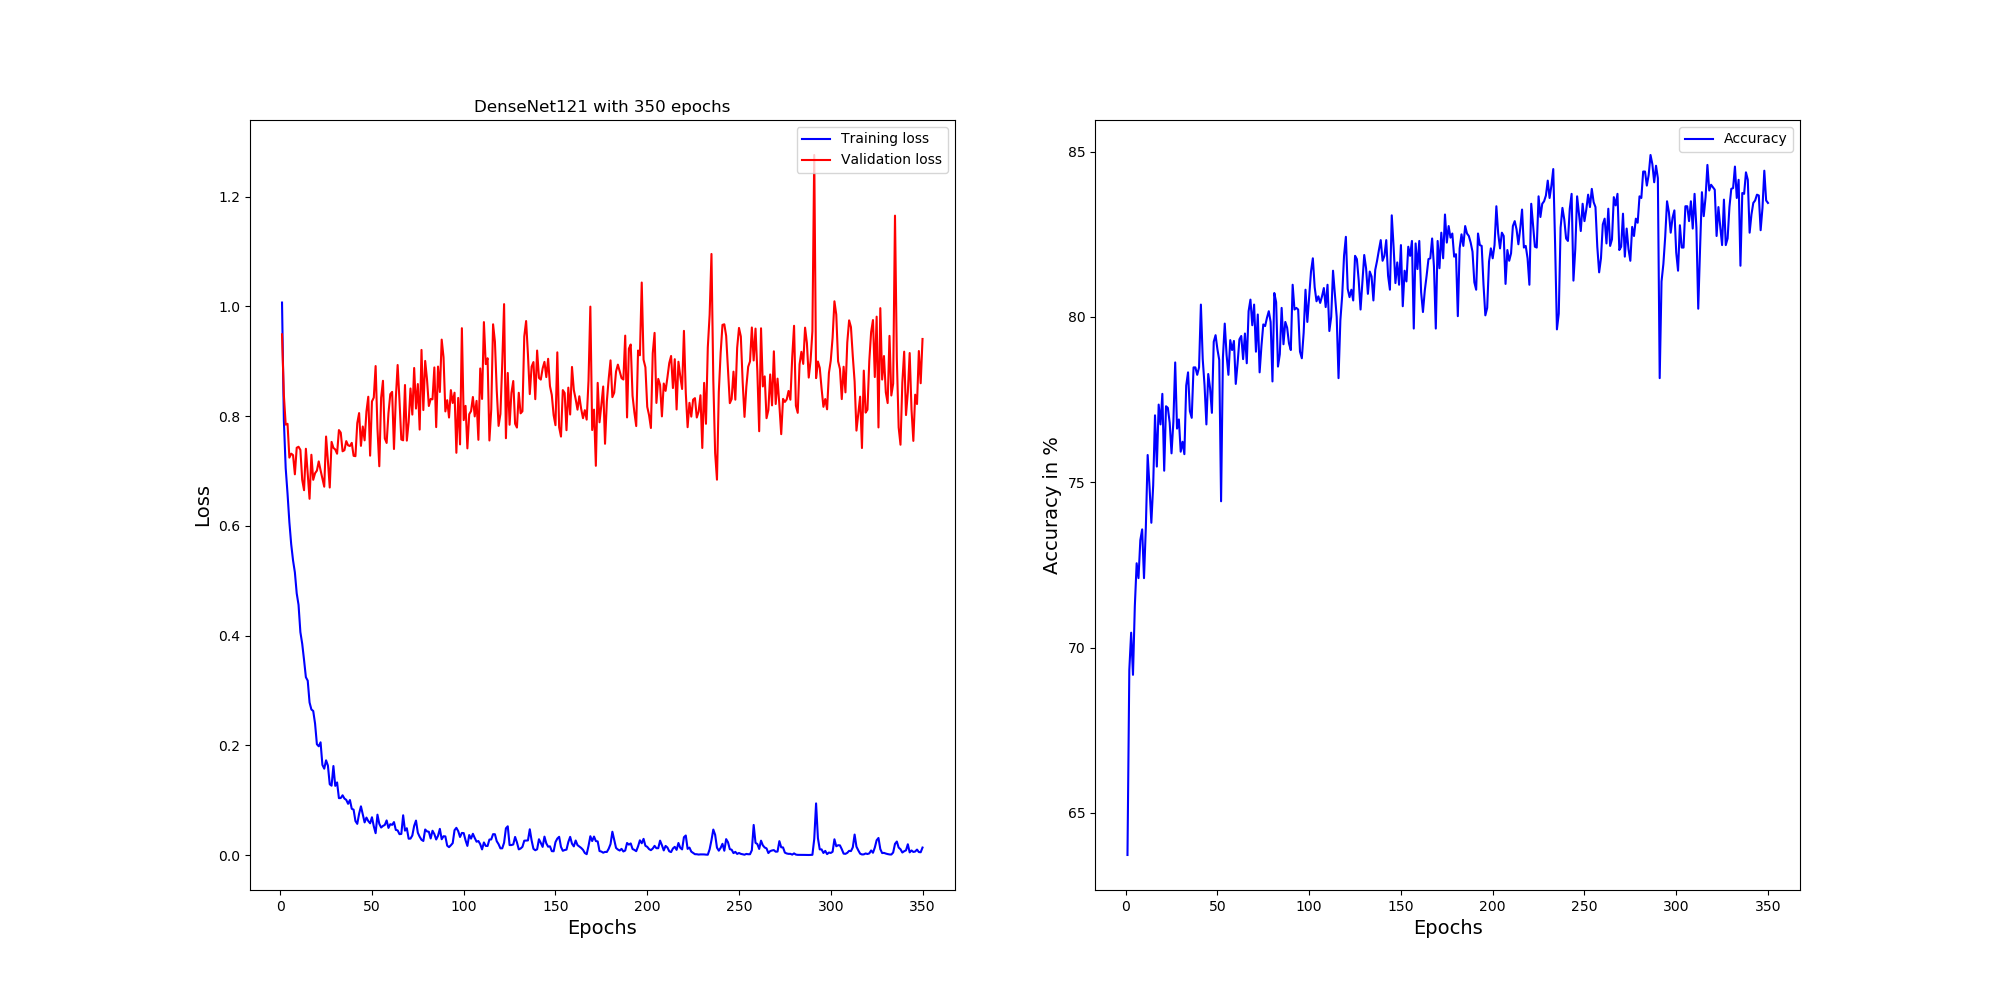 DenseNet121 with 350 epochs
Training loss
Validation loss
1.2
1.0
0.8
0.6
0.4
0.2
0.0
Loss
0 50 100 150 200 250 300 350
Epochs
Accuracy
85
80
75
70
65
Accuracy in %
0 50 100 150 200 250 300 350
Epochs